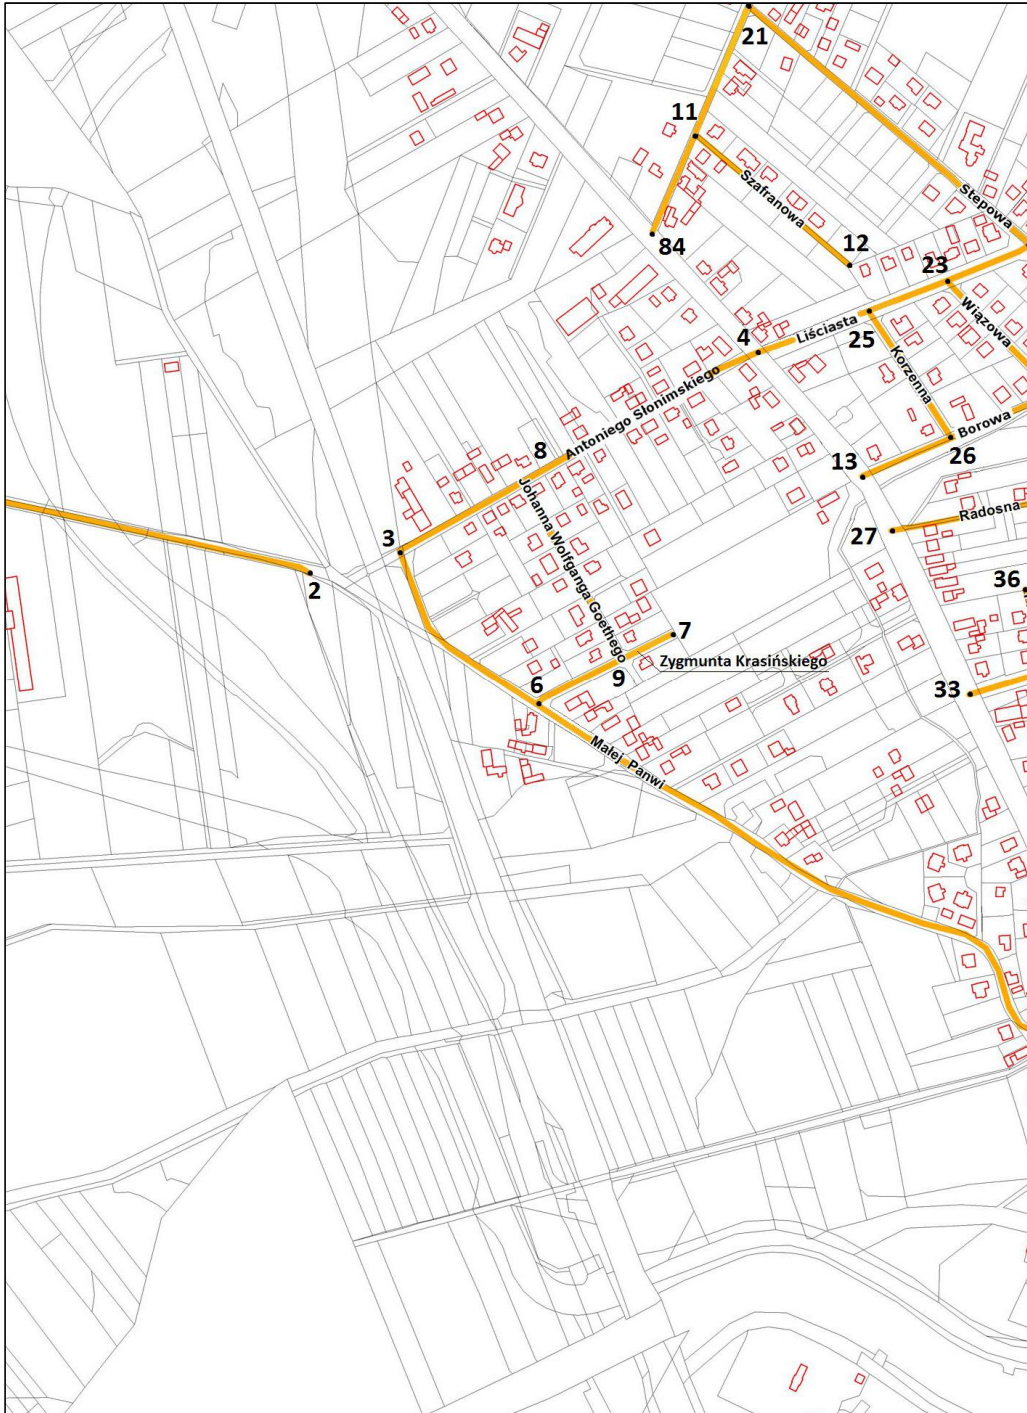 21
11
Szafranowa
Stepowa
84
12
23
4
Liściasta
25
Wiązowa
Korzenna
Antoniego Słonimskiego
Borowa
8
26
13
Johanna Wolfganga Goethego
3
27
Radosna
2
36
7
Zygmunta Krasińskiego
9
6
33
Małej Panwi